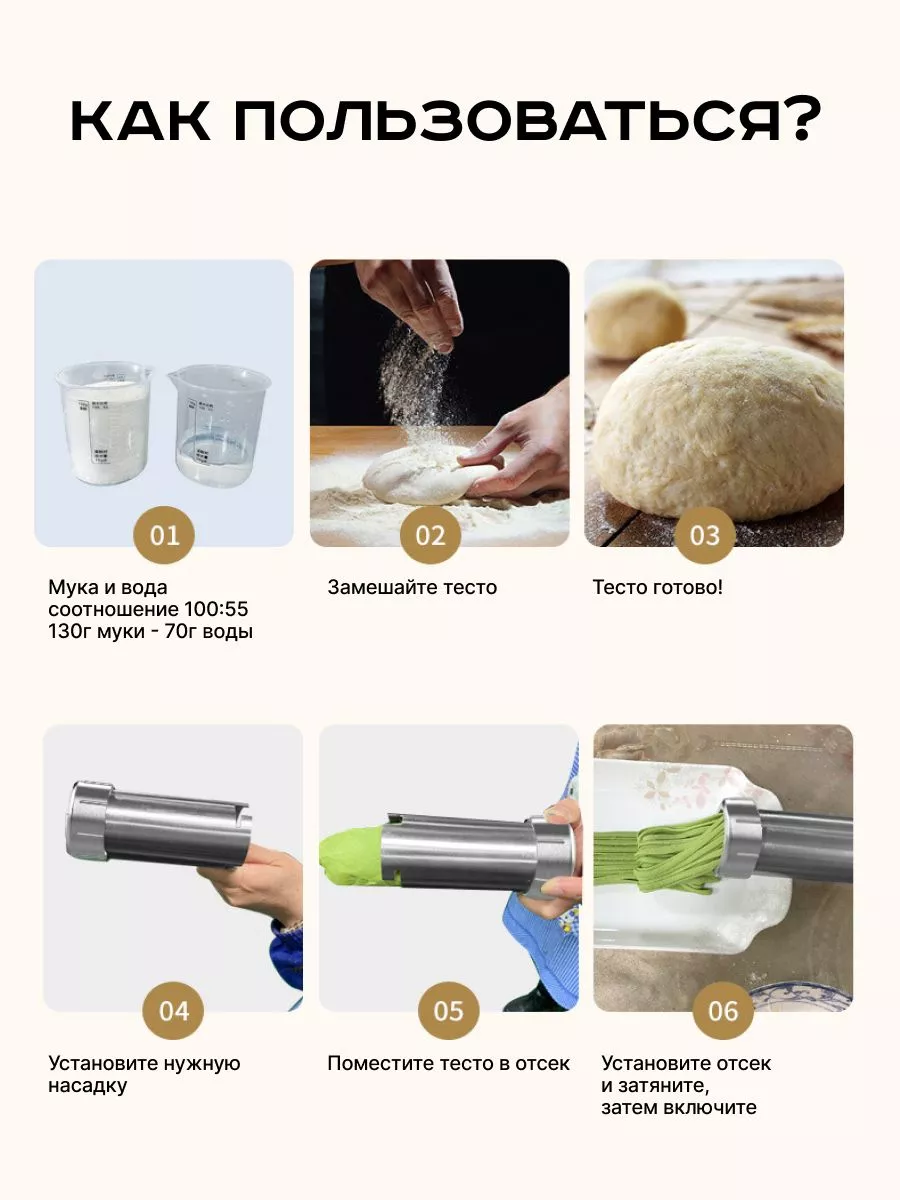 КАК ПОЛЬЗОВАТЬСЯ?
01
02
03
Мука и вода
соотношение 100:55
130г муки - 70г воды
Замешайте тесто
Тесто готово!
04
05
06
Установите нужную
насадку
Поместите тесто в отсек
Установите отсек
и затяните,
затем включите